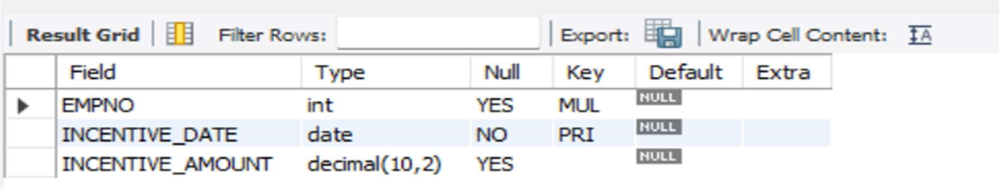 Result Grid Filter Rows: Export: Wrap Cell Content: A
Field Type Null Key Default Extra
EMPNO int YES MUL NULL
INCENTIVE_DATE date NO PRI NULL
INCENTIVE_AMOUNT decimal(10,2) YES NULL